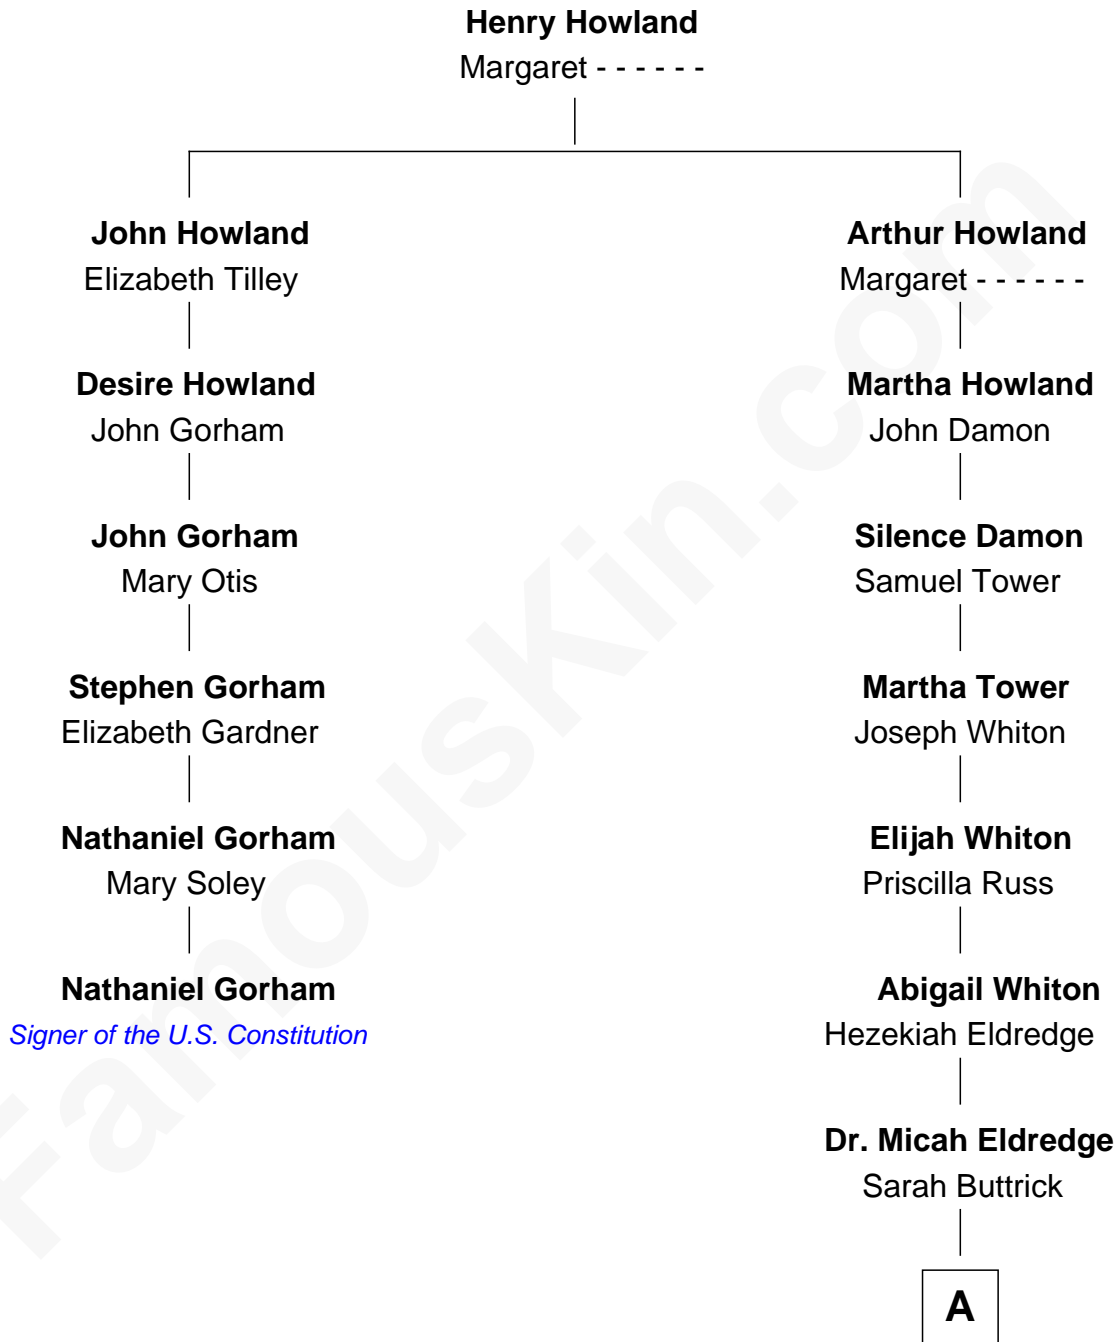 Henry Howland
Margaret - - - - - -
John Howland
Elizabeth Tilley
Arthur Howland
Margaret - - - - - -
Desire Howland
John Gorham
Martha Howland
John Damon
John Gorham
Mary Otis
Silence Damon
Samuel Tower
Stephen Gorham
Elizabeth Gardner
Martha Tower
Joseph Whiton
Nathaniel Gorham
Mary Soley
Elijah Whiton
Priscilla Russ
Nathaniel Gorham
Signer of the U.S. Constitution
Abigail Whiton
Hezekiah Eldredge
Dr. Micah Eldredge
Sarah Buttrick
A
FamousKin.com